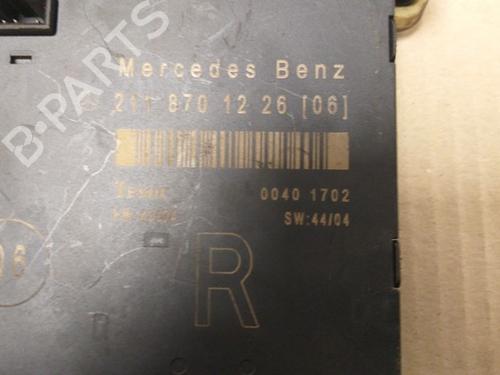 B-PARTS
Mercedes Benz
211 870 12 26 [06]
0040 1702
SW:44/04
R